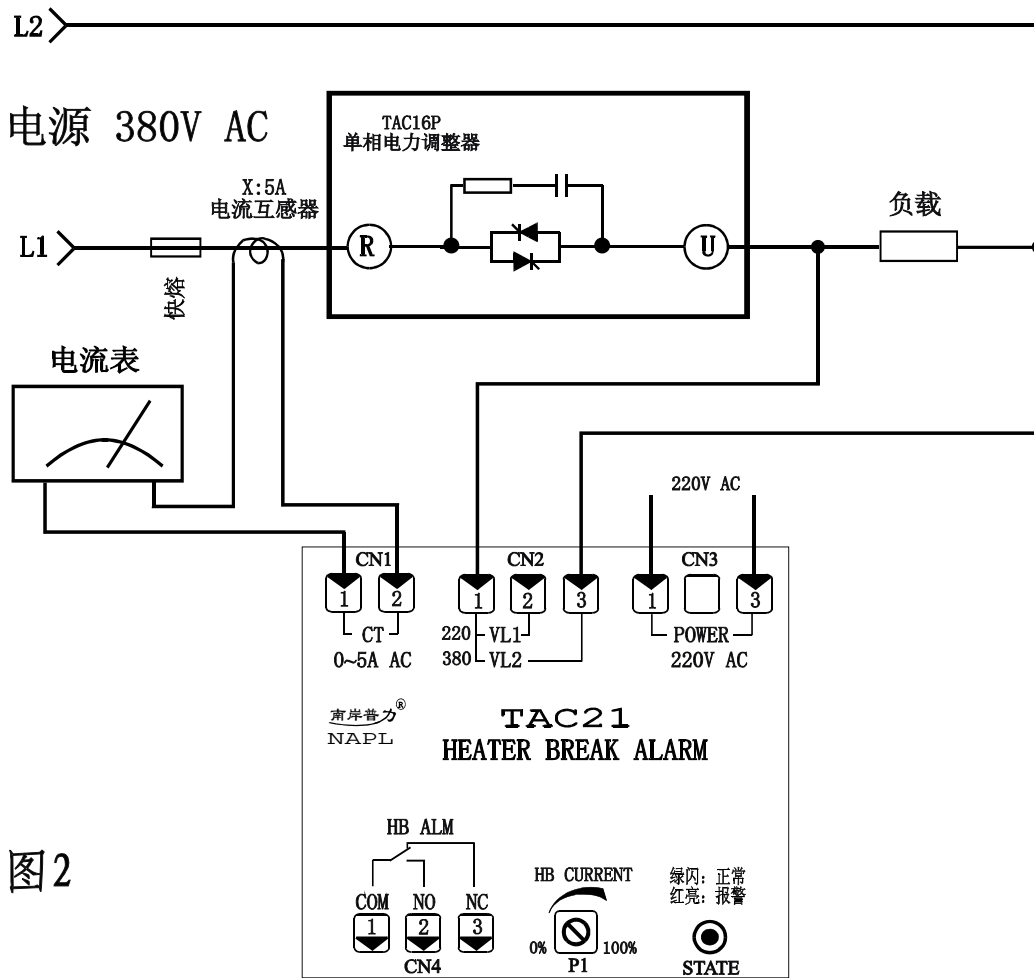 L2
电源 380V AC
TAC16P
单相电力调整器
X:5A
电流互感器
L1
R
U
负载
快熔
电流表
220V AC
CN1
CN2
CN3
1
2
1
2
3
1
3
CT
0~5A AC
220
VL1
380
VL2
POWER
220V AC
南岸普力®
NAPL
TAC21
HEATER BREAK ALARM
HB ALM
COM
NO
NC
1
2
3
CN4
HB CURRENT
0%
100%
P1
绿闪: 正常
红亮: 报警
STATE
图2